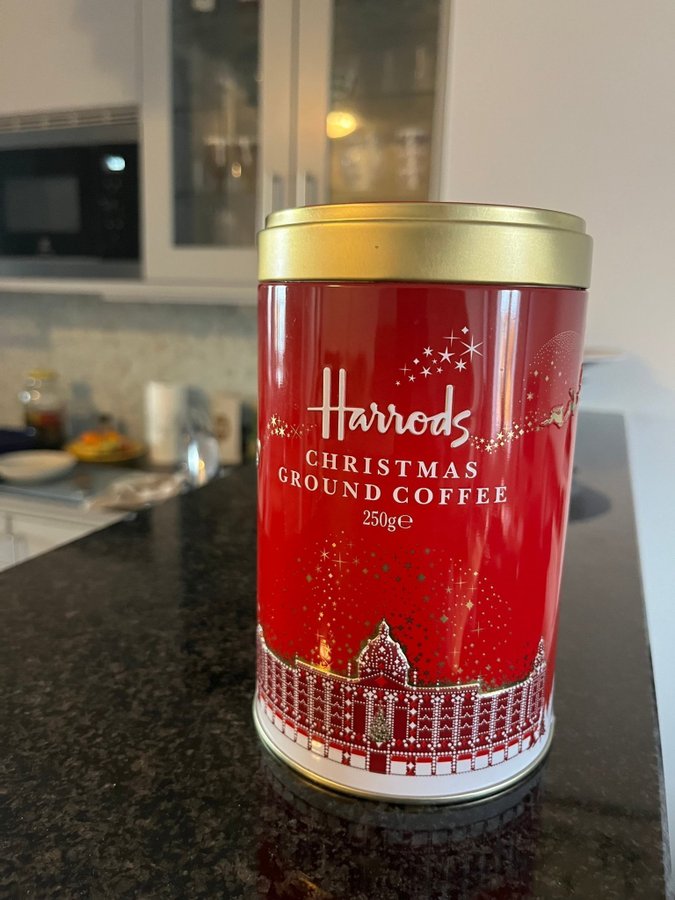 Harrods
CHRISTMAS
GROUND COFFEE
250g℮